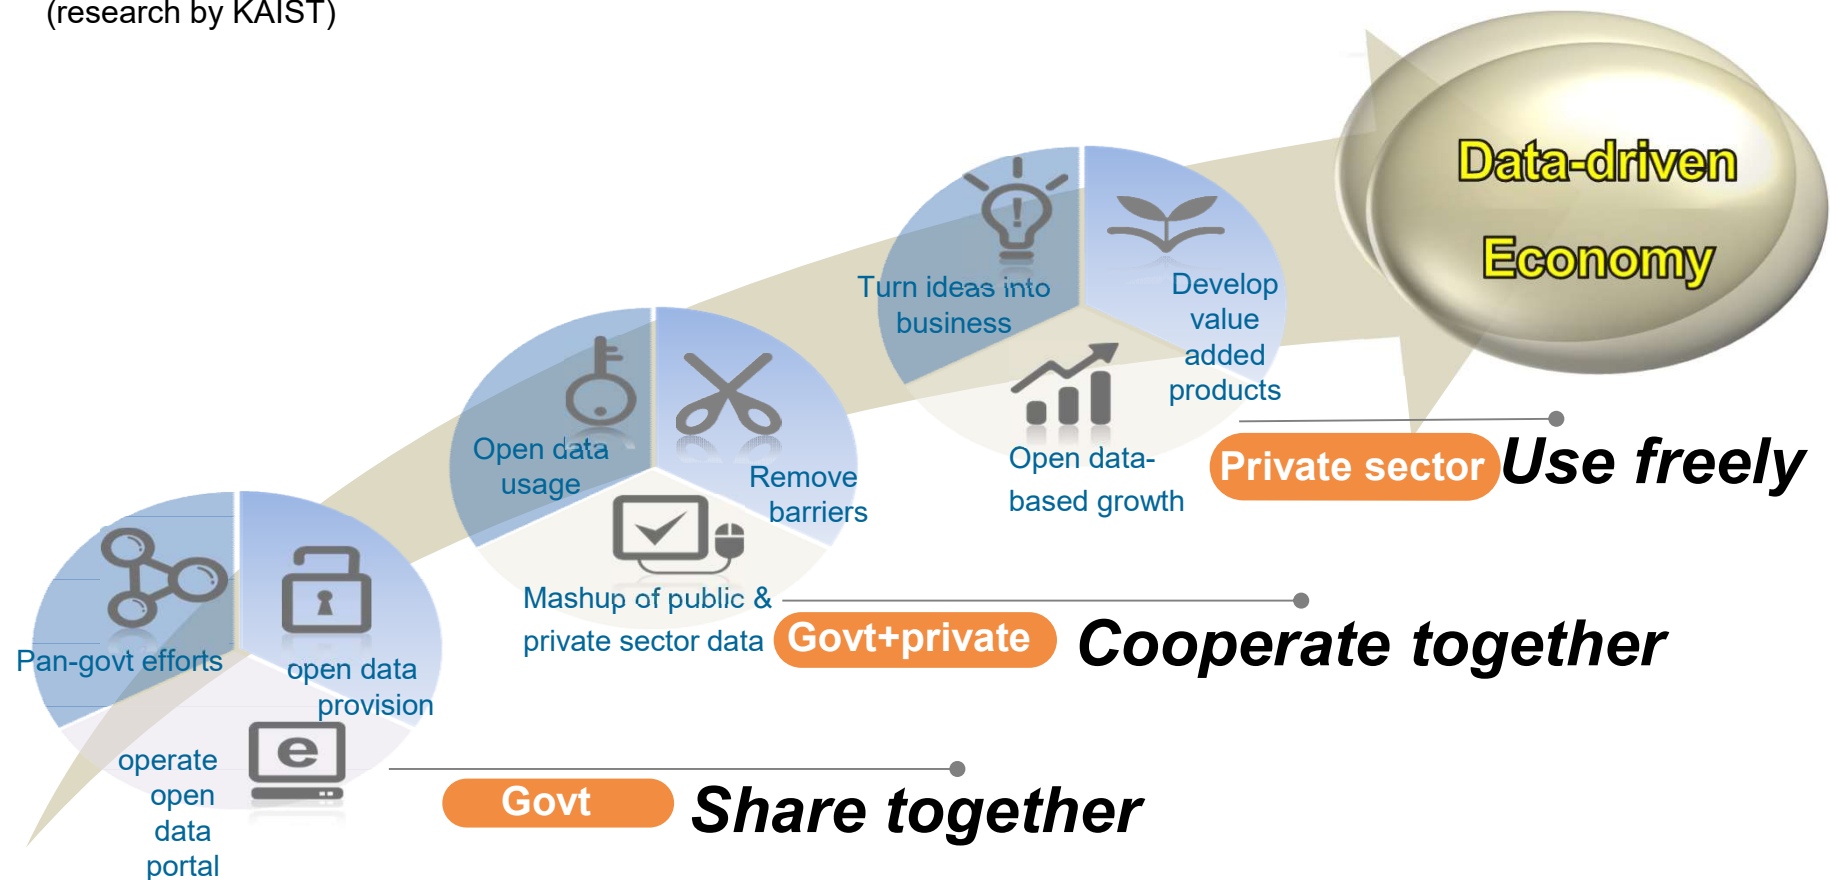 (research by KAIST)
Data-driven
Economy
Turn ideas into
business
Develop
value
added
products
Open data-
based growth
Private sector
Use freely
Open data
usage
Remove
barriers
Mashup of public &
private sector data
Govt+private
Cooperate together
Pan-govt efforts
open data
provision
e
operate
open
data
portal
Govt
Share together